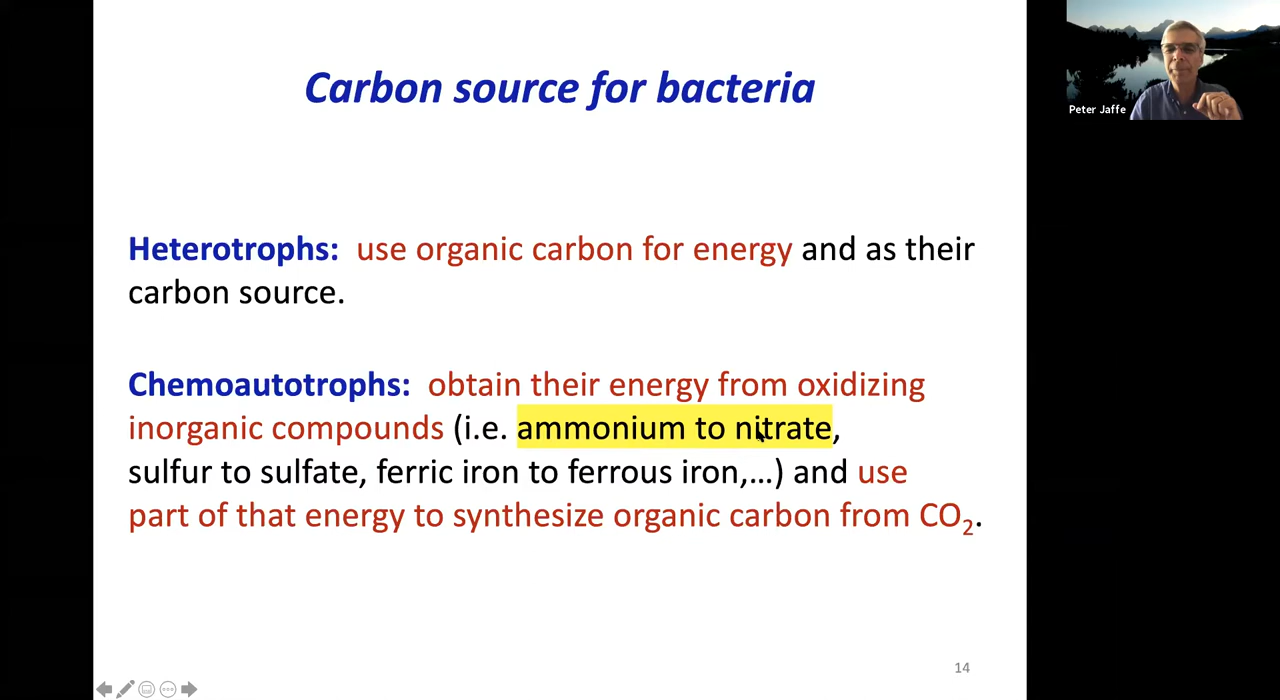 Carbon source for bacteria
Peter Jaffe
Heterotrophs: use organic carbon for energy and as their
carbon source.
Chemoautotrophs: obtain their energy from oxidizing
inorganic compounds (i.e. ammonium to nitrate,
sulfur to sulfate, ferric iron to ferrous iron,…) and use
part of that energy to synthesize organic carbon from CO₂.
14